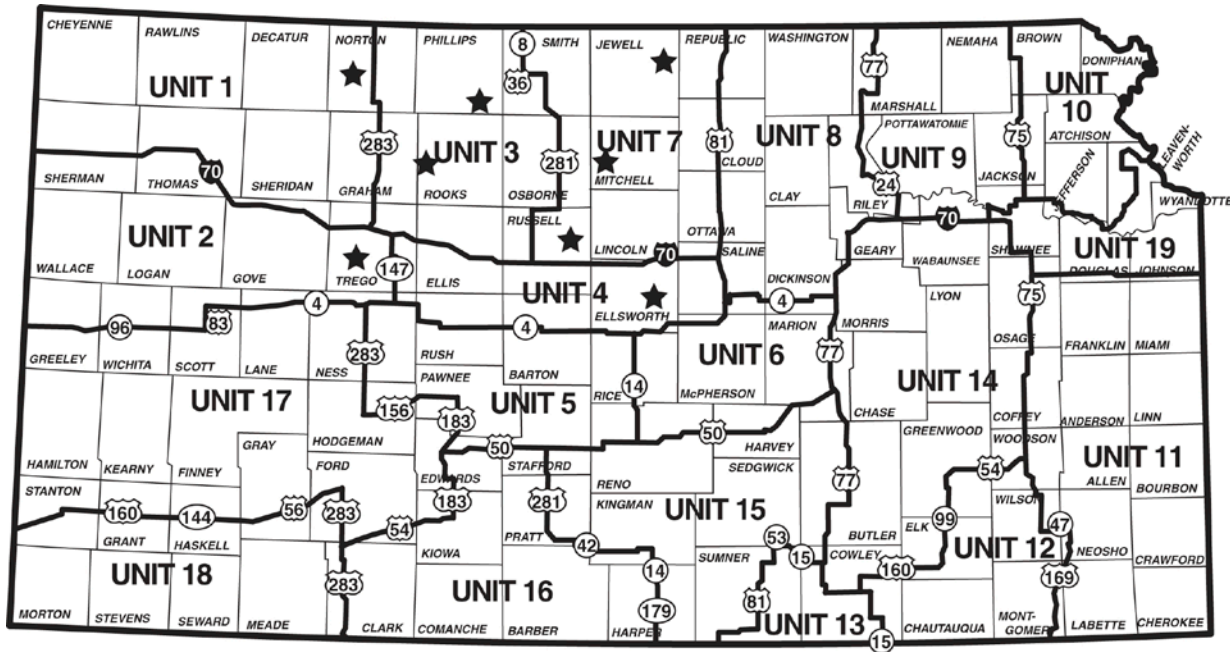 CHEYENNE
RAWLINS
DECATUR
NORTON
PHILLIPS
8
SMITH
JEWELL
REPUBLIC
WASHINGTON
NEMAHA
BROWN
DONIPHAN
36
77
UNIT 1
MARSHALL
UNIT
10
283
UNIT 3
UNIT 7
UNIT 8
POTTAWATOMIE
75
ATCHISON
LEAVEN-
WORTH
81
UNIT 9
70
281
CLOUD
SHERMAN
THOMAS
SHERIDAN
GRAHAM
ROOKS
OSBORNE
MITCHELL
CLAY
24
RILEY
JACKSON
JEFFERSON
WYANDOTTE
RUSSELL
UNIT 2
OTTAWA
70
LINCOLN
70
SALINE
GEARY
SHAWNEE
UNIT 19
WALLACE
LOGAN
GOVE
TREGO
147
ELLIS
DICKINSON
WABAUNSEE
DOUGLAS
JOHNSON
UNIT 4
4
83
96
4
4
ELLSWORTH
MARION
MORRIS
LYON
75
OSAGE
GREELEY
WICHITA
SCOTT
LANE
NESS
283
RUSH
BARTON
UNIT 6
77
FRANKLIN
MIAMI
PAWNEE
14
RICE
McPHERSON
UNIT 14
UNIT 17
156
183
UNIT 5
CHASE
COFFEY
ANDERSON
LINN
GRAY
HODGEMAN
50
50
HARVEY
GREENWOOD
WOODSON
HAMILTON
KEARNY
FINNEY
FORD
EDWARDS
STAFFORD
RENO
SEDGWICK
54
UNIT 11
ALLEN
BOURBON
STANTON
56
283
183
281
KINGMAN
77
WILSON
160
144
54
UNIT 15
99
47
GRANT
HASKELL
KIOWA
PRATT
42
SUMNER
53
15
BUTLER
COWLEY
ELK
UNIT 12
NEOSHO
CRAWFORD
UNIT 18
283
UNIT 16
14
81
160
169
179
UNIT 13
MORTON
STEVENS
SEWARD
MEADE
CLARK
COMANCHE
BARBER
HARPER
15
CHAUTAUQUA
MONT-
GOMER
LABETTE
CHEROKEE